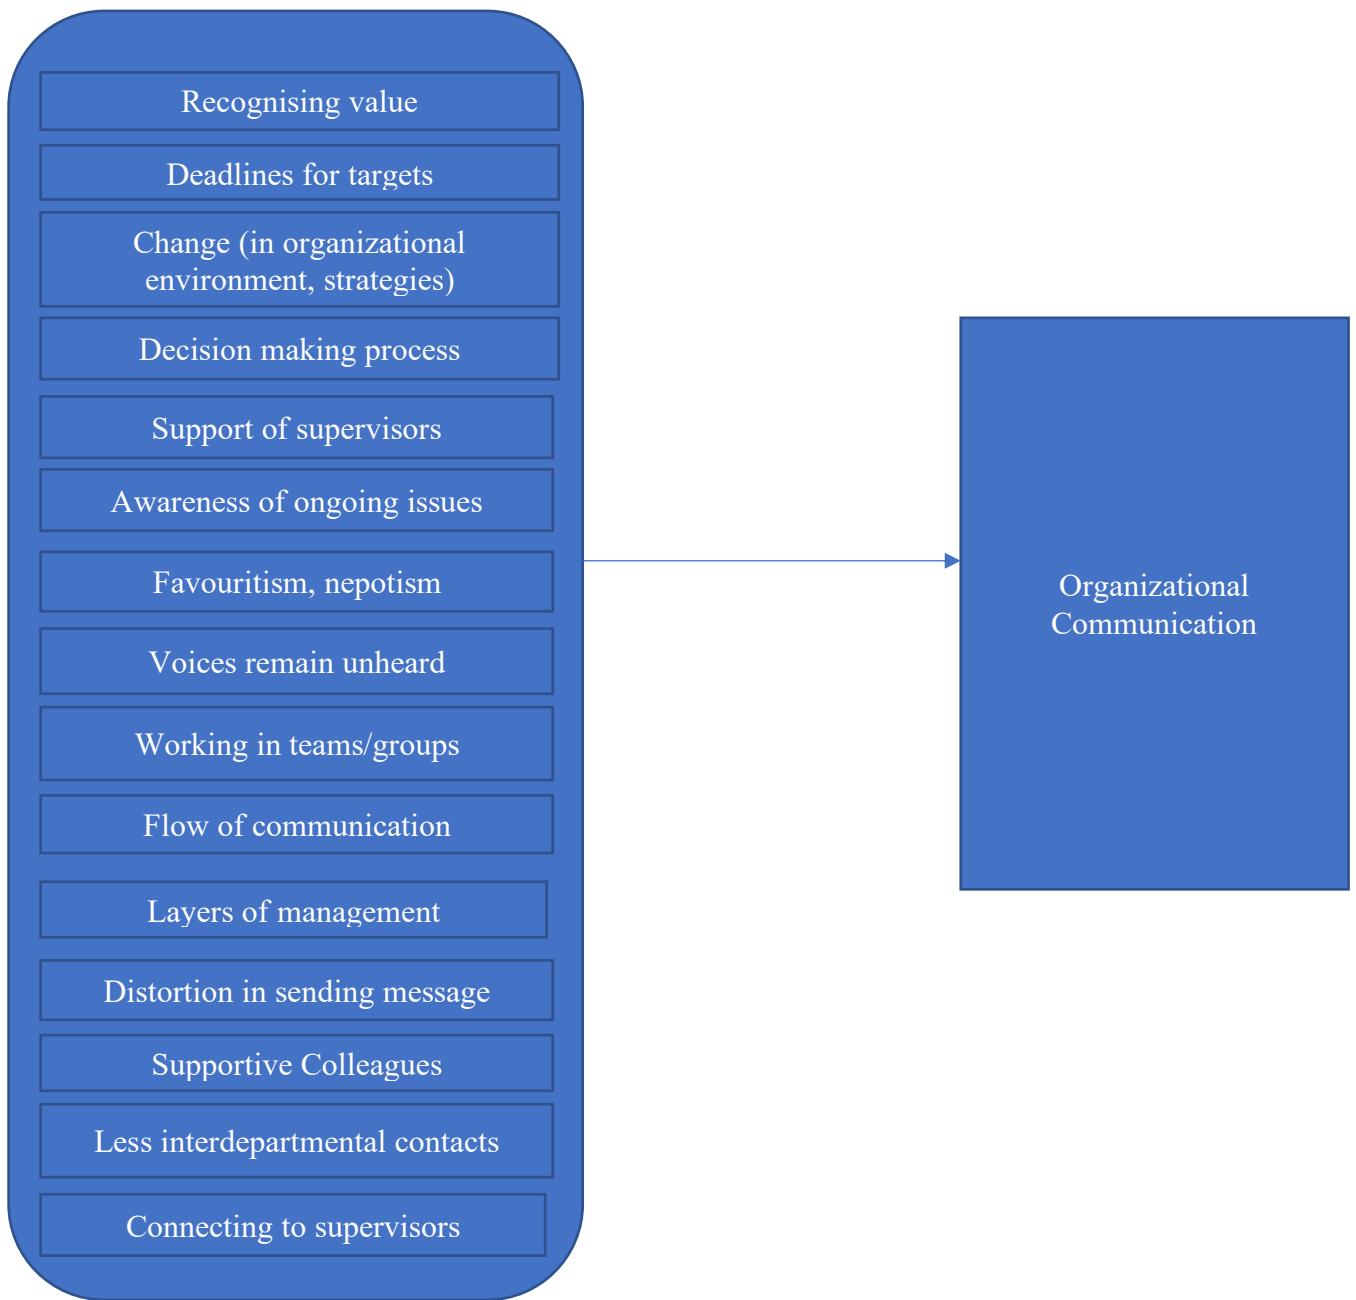 Recognising value
Deadlines for targets
Change (in organizational
environment, strategies)
Decision making process
Support of supervisors
Awareness of ongoing issues
Favouritism, nepotism
Voices remain unheard
Working in teams/groups
Flow of communication
Layers of management
Distortion in sending message
Supportive Colleagues
Less interdepartmental contacts
Connecting to supervisors
Organizational
Communication